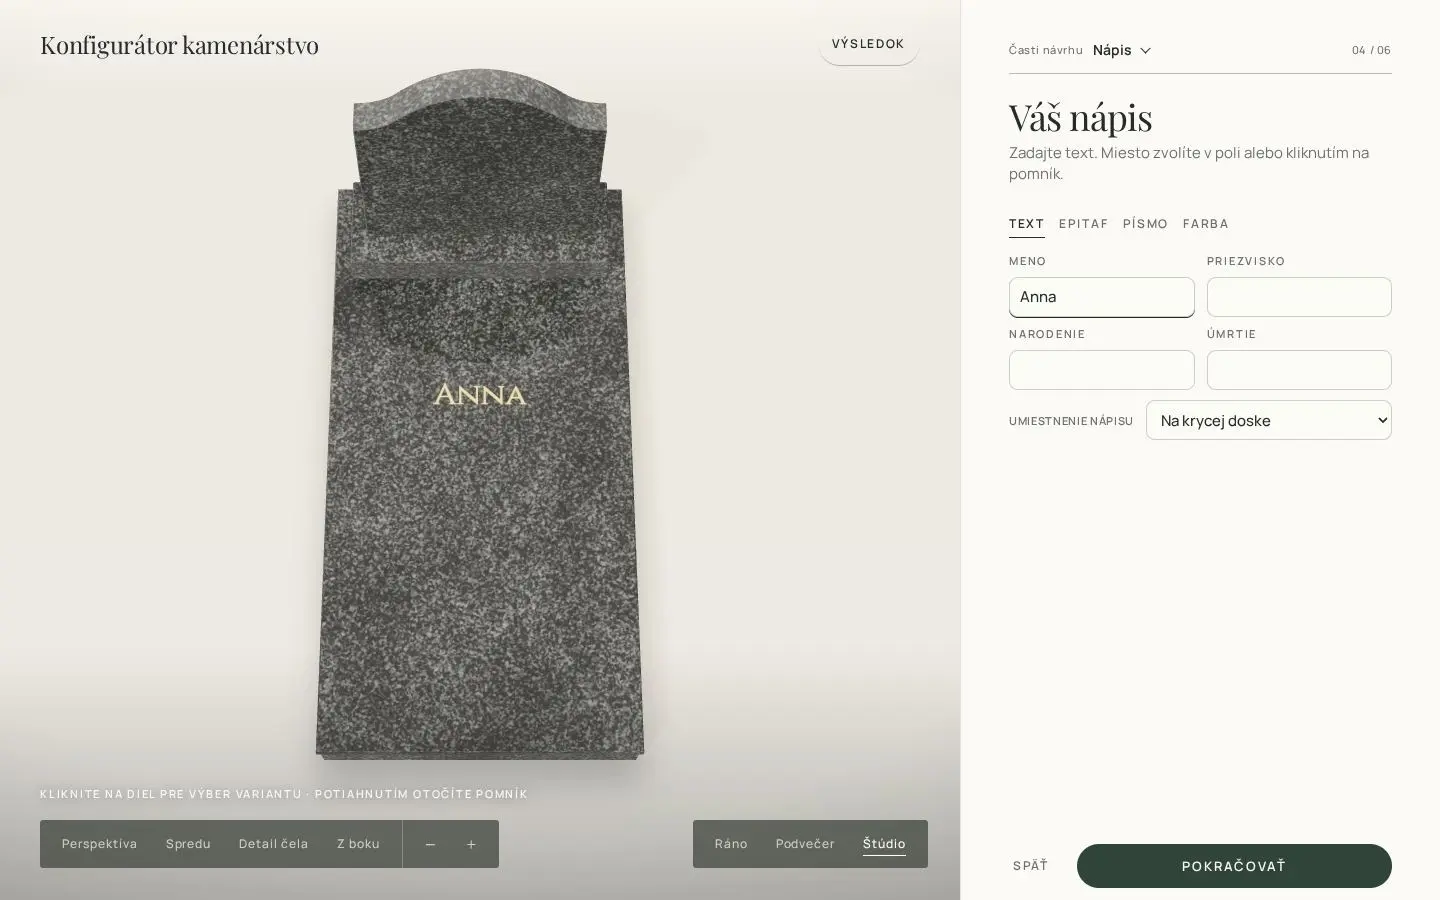 Konfigurátor kamenárstvo
VÝSLEDOK
ANNA
KLIKNITE NA DIEL PRE VÝBER VARIANTU · POTIAHNUTÍM OTOČÍTE POMNÍK
Perspektíva Spredu Detail čela Z boku − +
Ráno Podvečer Štúdio
Časti návrhu Nápis 04 / 06
Váš nápis
Zadajte text. Miesto zvolíte v poli alebo kliknutím na
pomník.
TEXT EPITAF PÍSMO FARBA
MENO PRIEZVISKO
Anna
NARODENIE ÚMRTIE
UMIESTNENIE NÁPISU Na krycej doske
SPÄŤ POKRAČOVAŤ